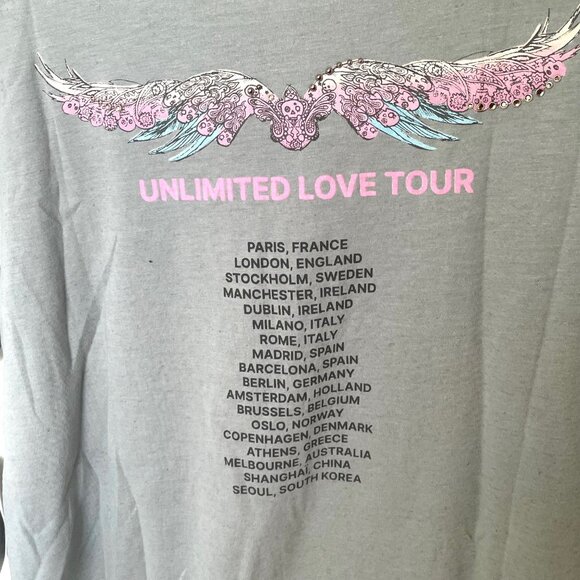 UNLIMITED LOVE TOUR
PARIS, FRANCE
LONDON, ENGLAND
STOCKHOLM, SWEDEN
MANCHESTER, IRELAND
DUBLIN, IRELAND
MILANO, ITALY
ROME, ITALY
MADRID, SPAIN
BARCELONA, SPAIN
BERLIN, GERMANY
AMSTERDAM, HOLLAND
BRUSSELS, BELGIUM
OSLO, NORWAY
COPENHAGEN, DENMARK
ATHENS, GREECE
MELBOURNE, AUSTRALIA
SHANGHAI, CHINA
SEOUL, SOUTH KOREA